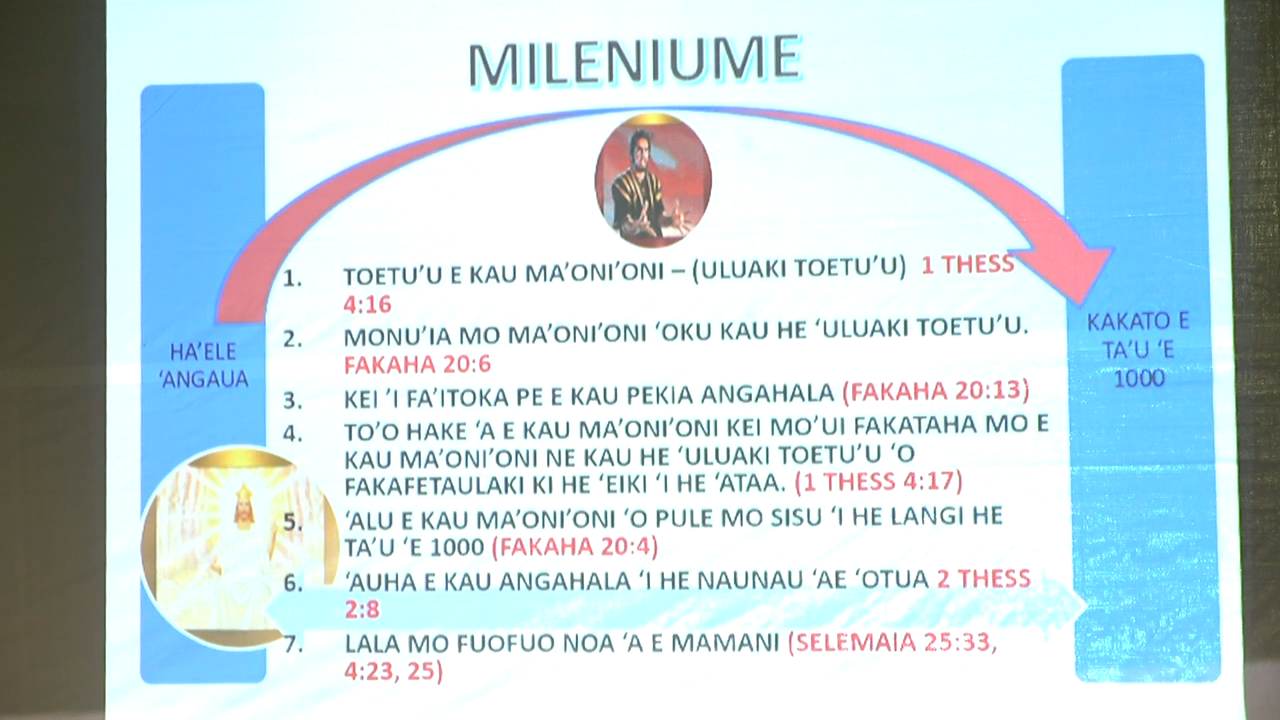 MILENIUME
HA'ELE
'ANGAUA
1. TOETU'U E KAU MA'ONI'ONI – (ULUAKI TOETU'U) 1 THESS
4:16
2. MONU'IA MO MA'ONI'ONI 'OKU KAU HE 'ULUAKI TOETU'U.
FAKAHA 20:6
3. KEI 'I FA'ITOKA PE E KAU PEKIA ANGAHALA (FAKAHA 20:13)
4. TO'O HAKE 'A E KAU MA'ONI'ONI KEI MO'UI FAKATAHA MO E
KAU MA'ONI'ONI NE KAU HE 'ULUAKI TOETU'U 'O
FAKAFETAULAKI KI HE 'EIKI 'I HE 'ATAA. (1 THESS 4:17)
5. 'ALU E KAU MA'ONI'ONI 'O PULE MO SISU 'I HE LANGI HE
TA'U 'E 1000 (FAKAHA 20:4)
6. 'AUHA E KAU ANGAHALA 'I HE NAUNAU 'AE 'OTUA 2 THESS
2:8
7. LALA MO FUOFUO NOA 'A E MAMANI (SELEMAIA 25:33,
4:23, 25)
KAKATO E
TA'U 'E
1000